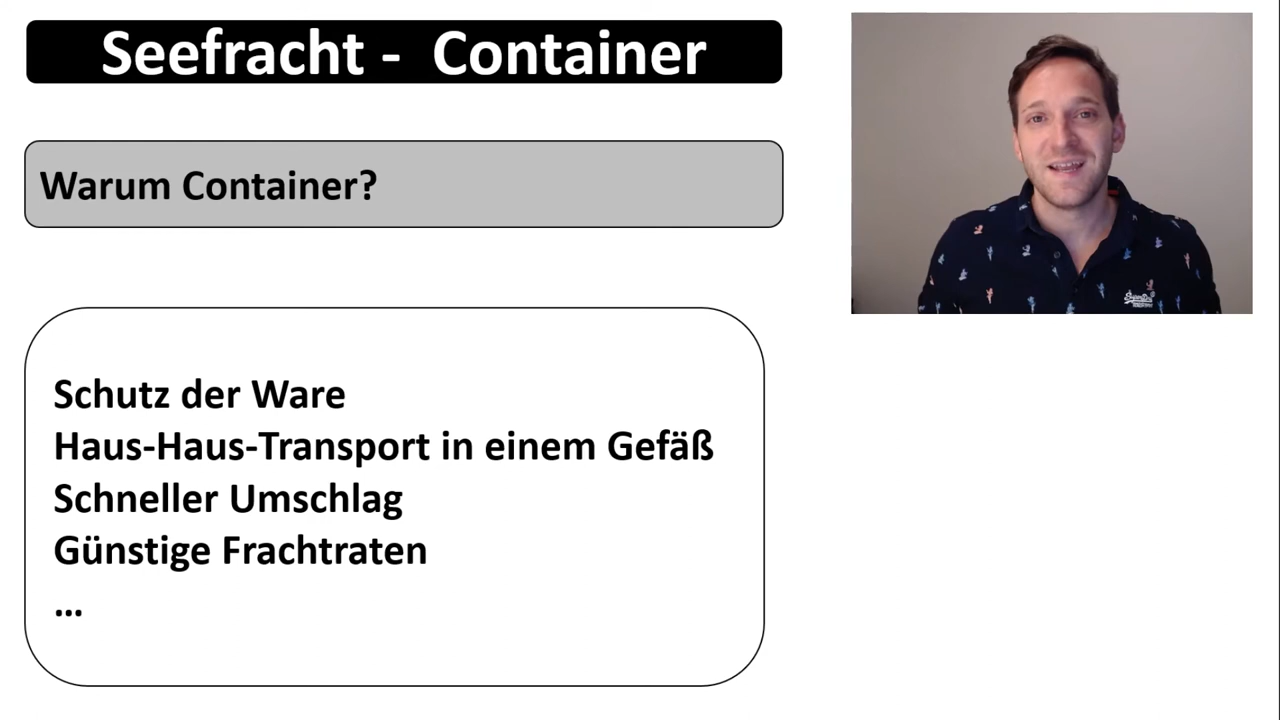 Seefracht - Container
Warum Container?
Schutz der Ware
Haus-Haus-Transport in einem Gefäß
Schneller Umschlag
Günstige Frachtraten
...